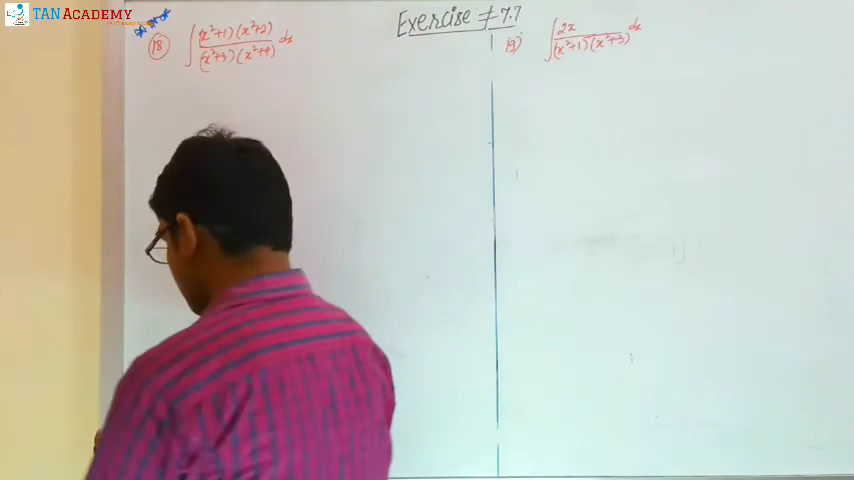 TAN ACADEMY
Exercise ≠ 7.7
18) ∫ (x²+1)(x²+2) / (x²+3)(x²+4) dx
19) ∫ 2x / (x²+1)(x²+3) dx